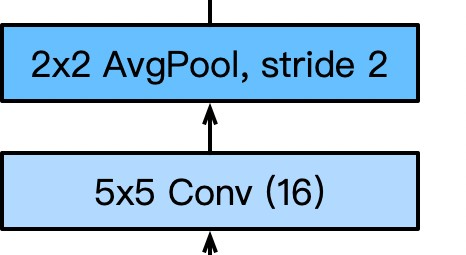 2x2 AvgPool, stride 2
5x5 Conv (16)